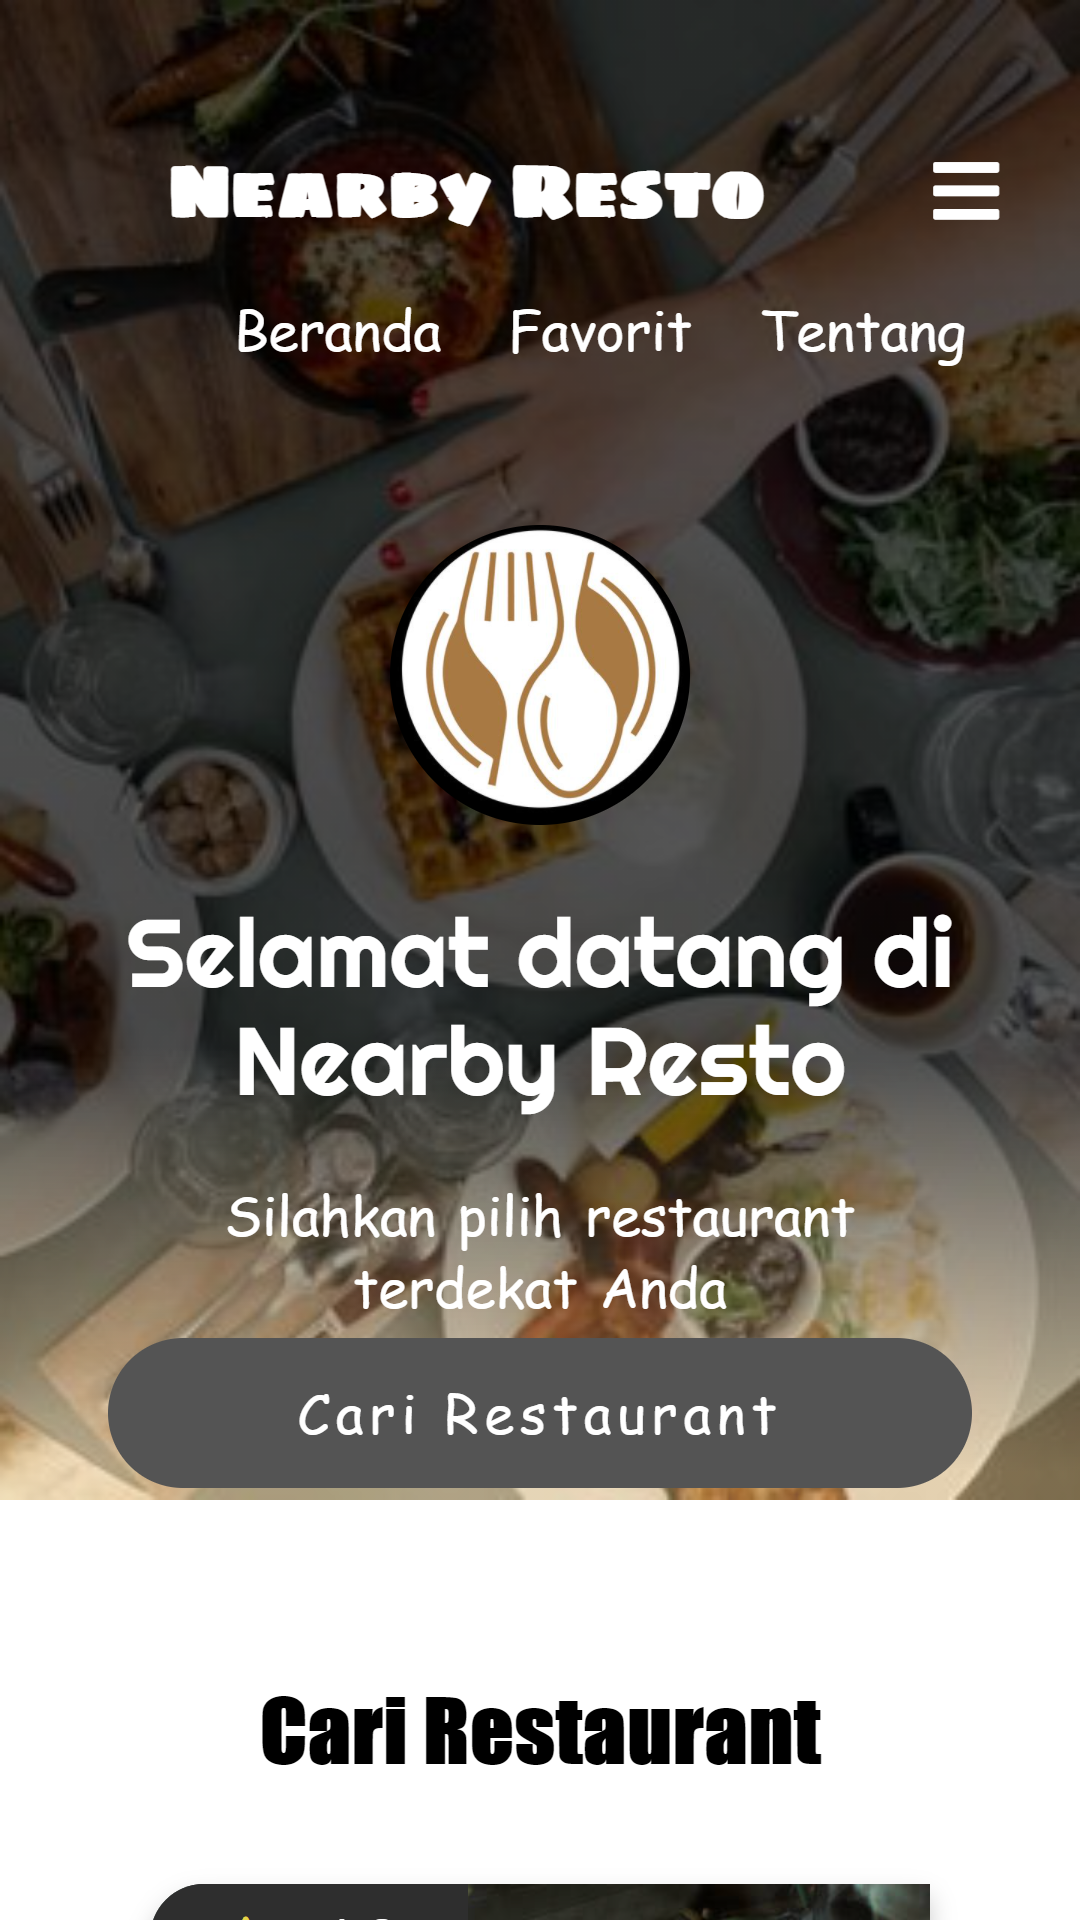 Nearby Resto
Beranda Favorit Tentang
Selamat datang di
Nearby Resto
Silahkan pilih restaurant
terdekat Anda
Cari Restaurant
Cari Restaurant